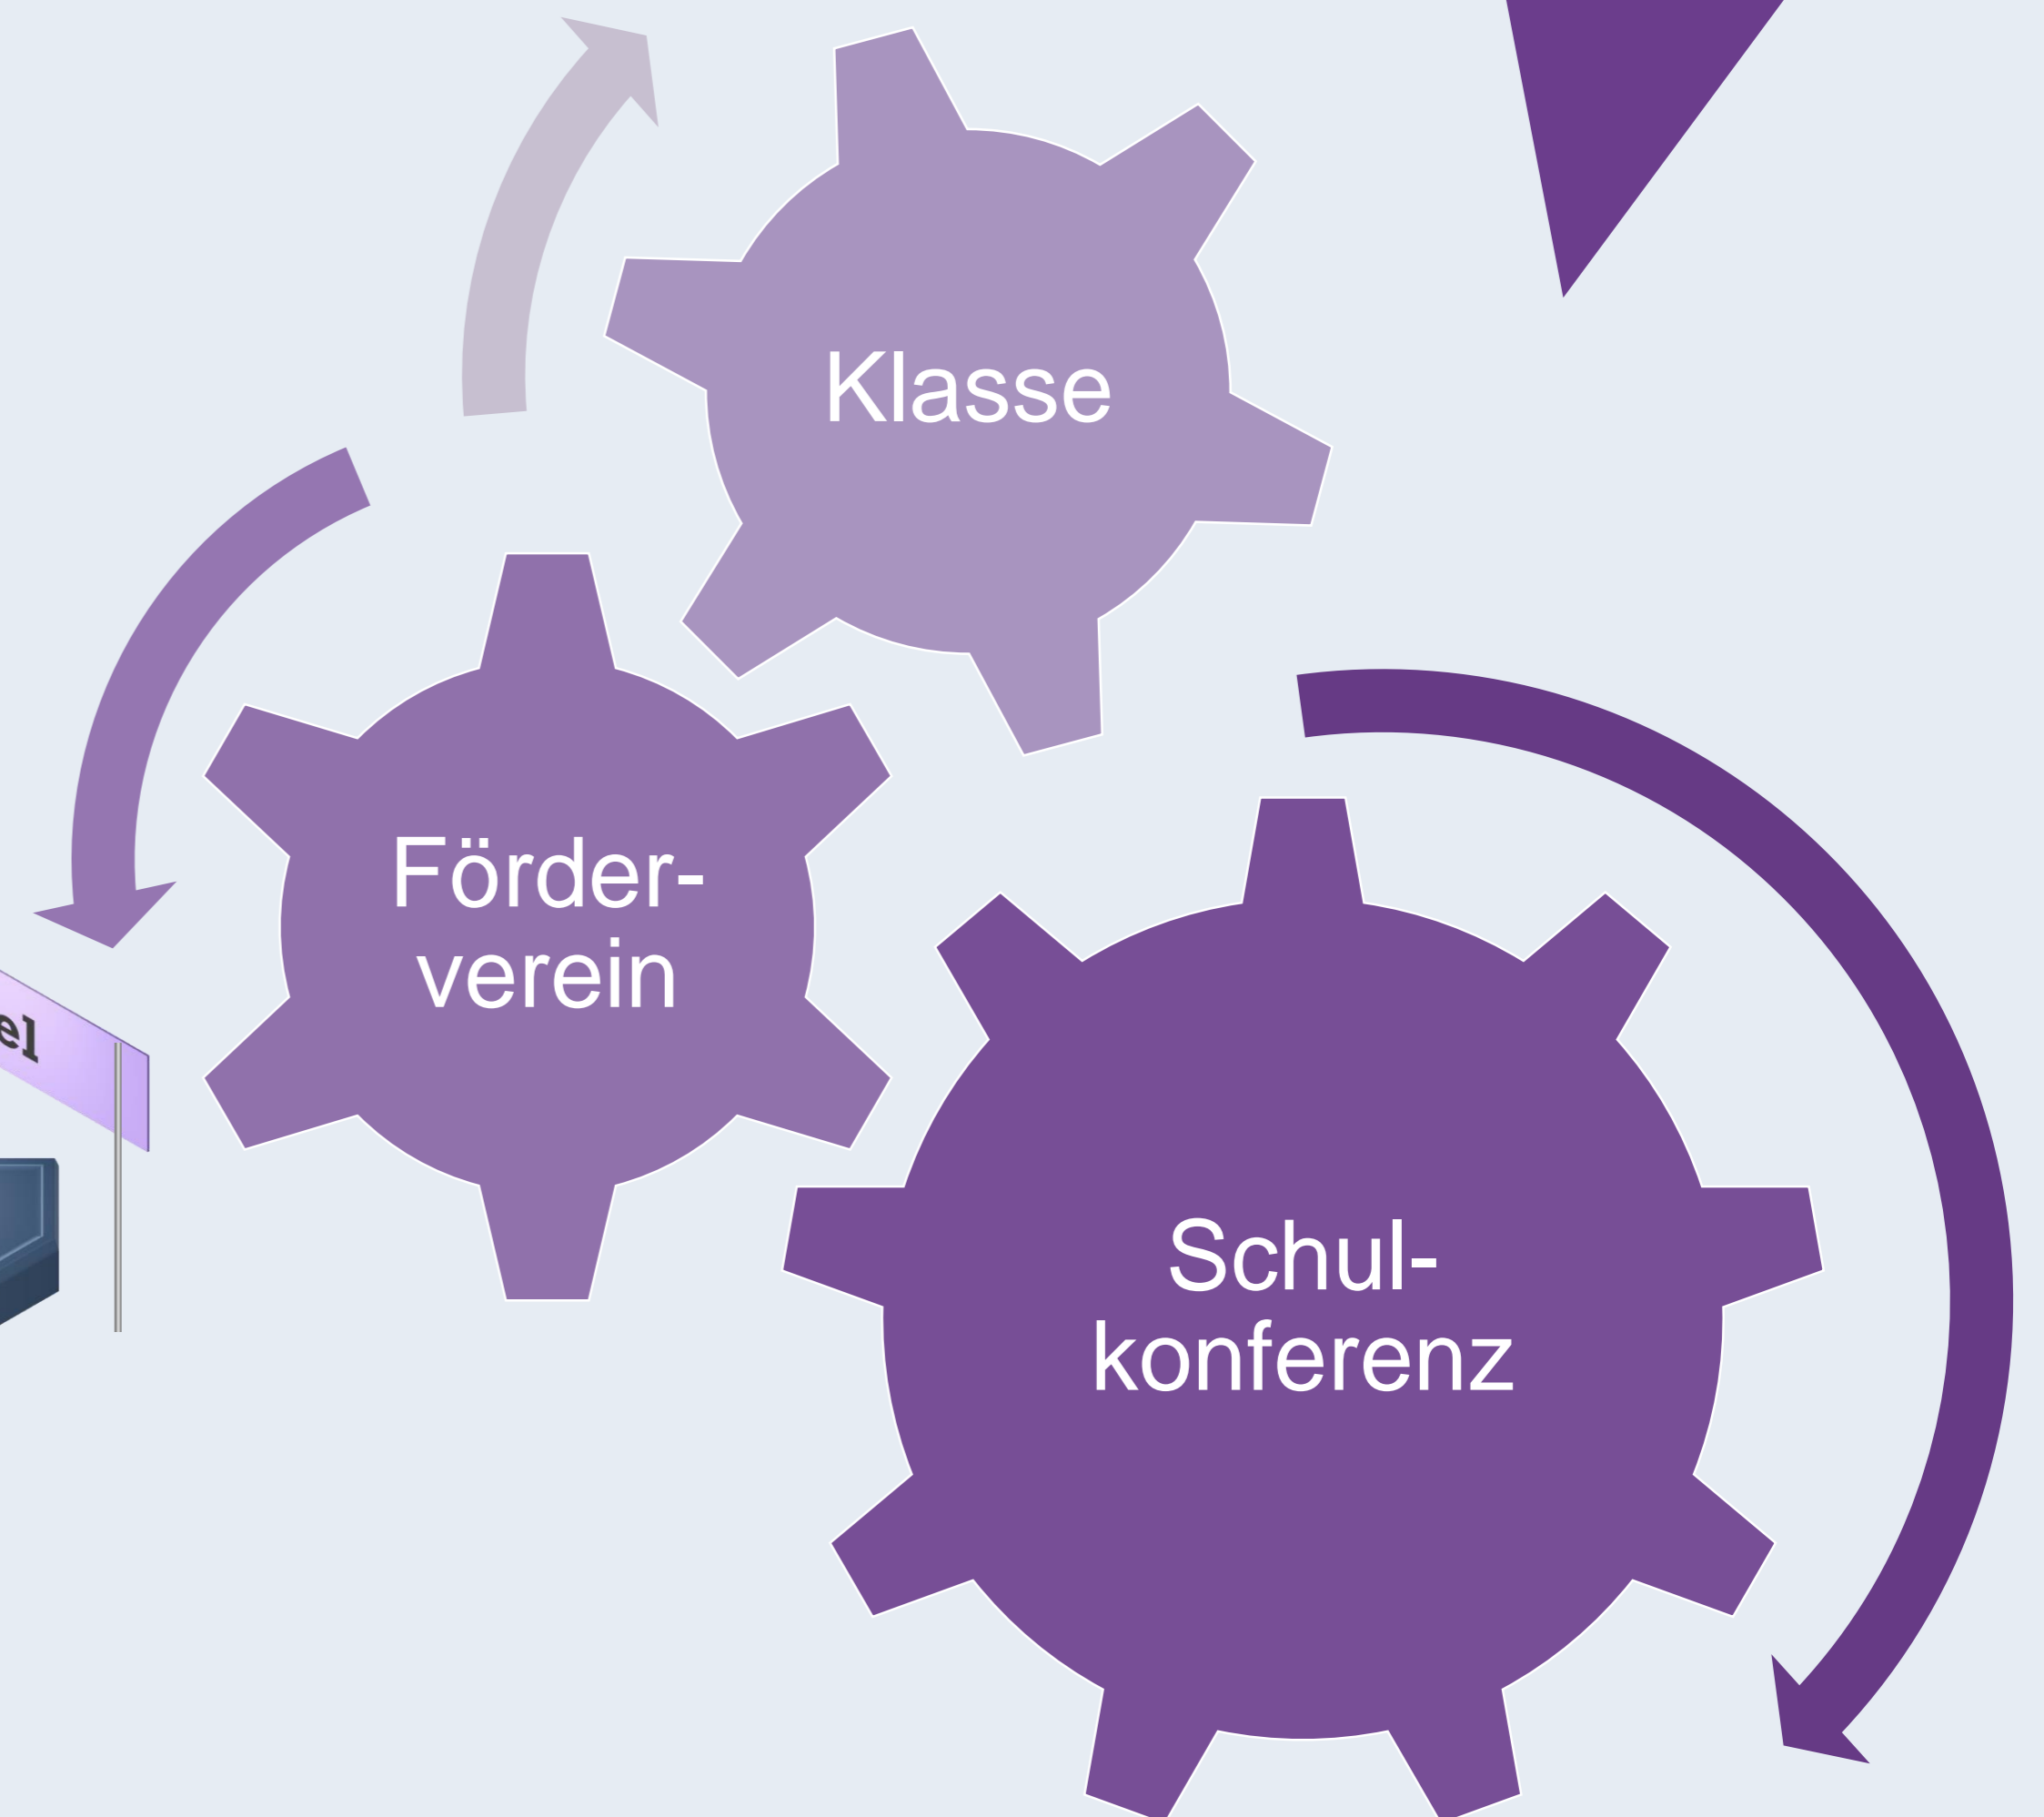 Klasse
Förder-
verein
Schul-
konferenz